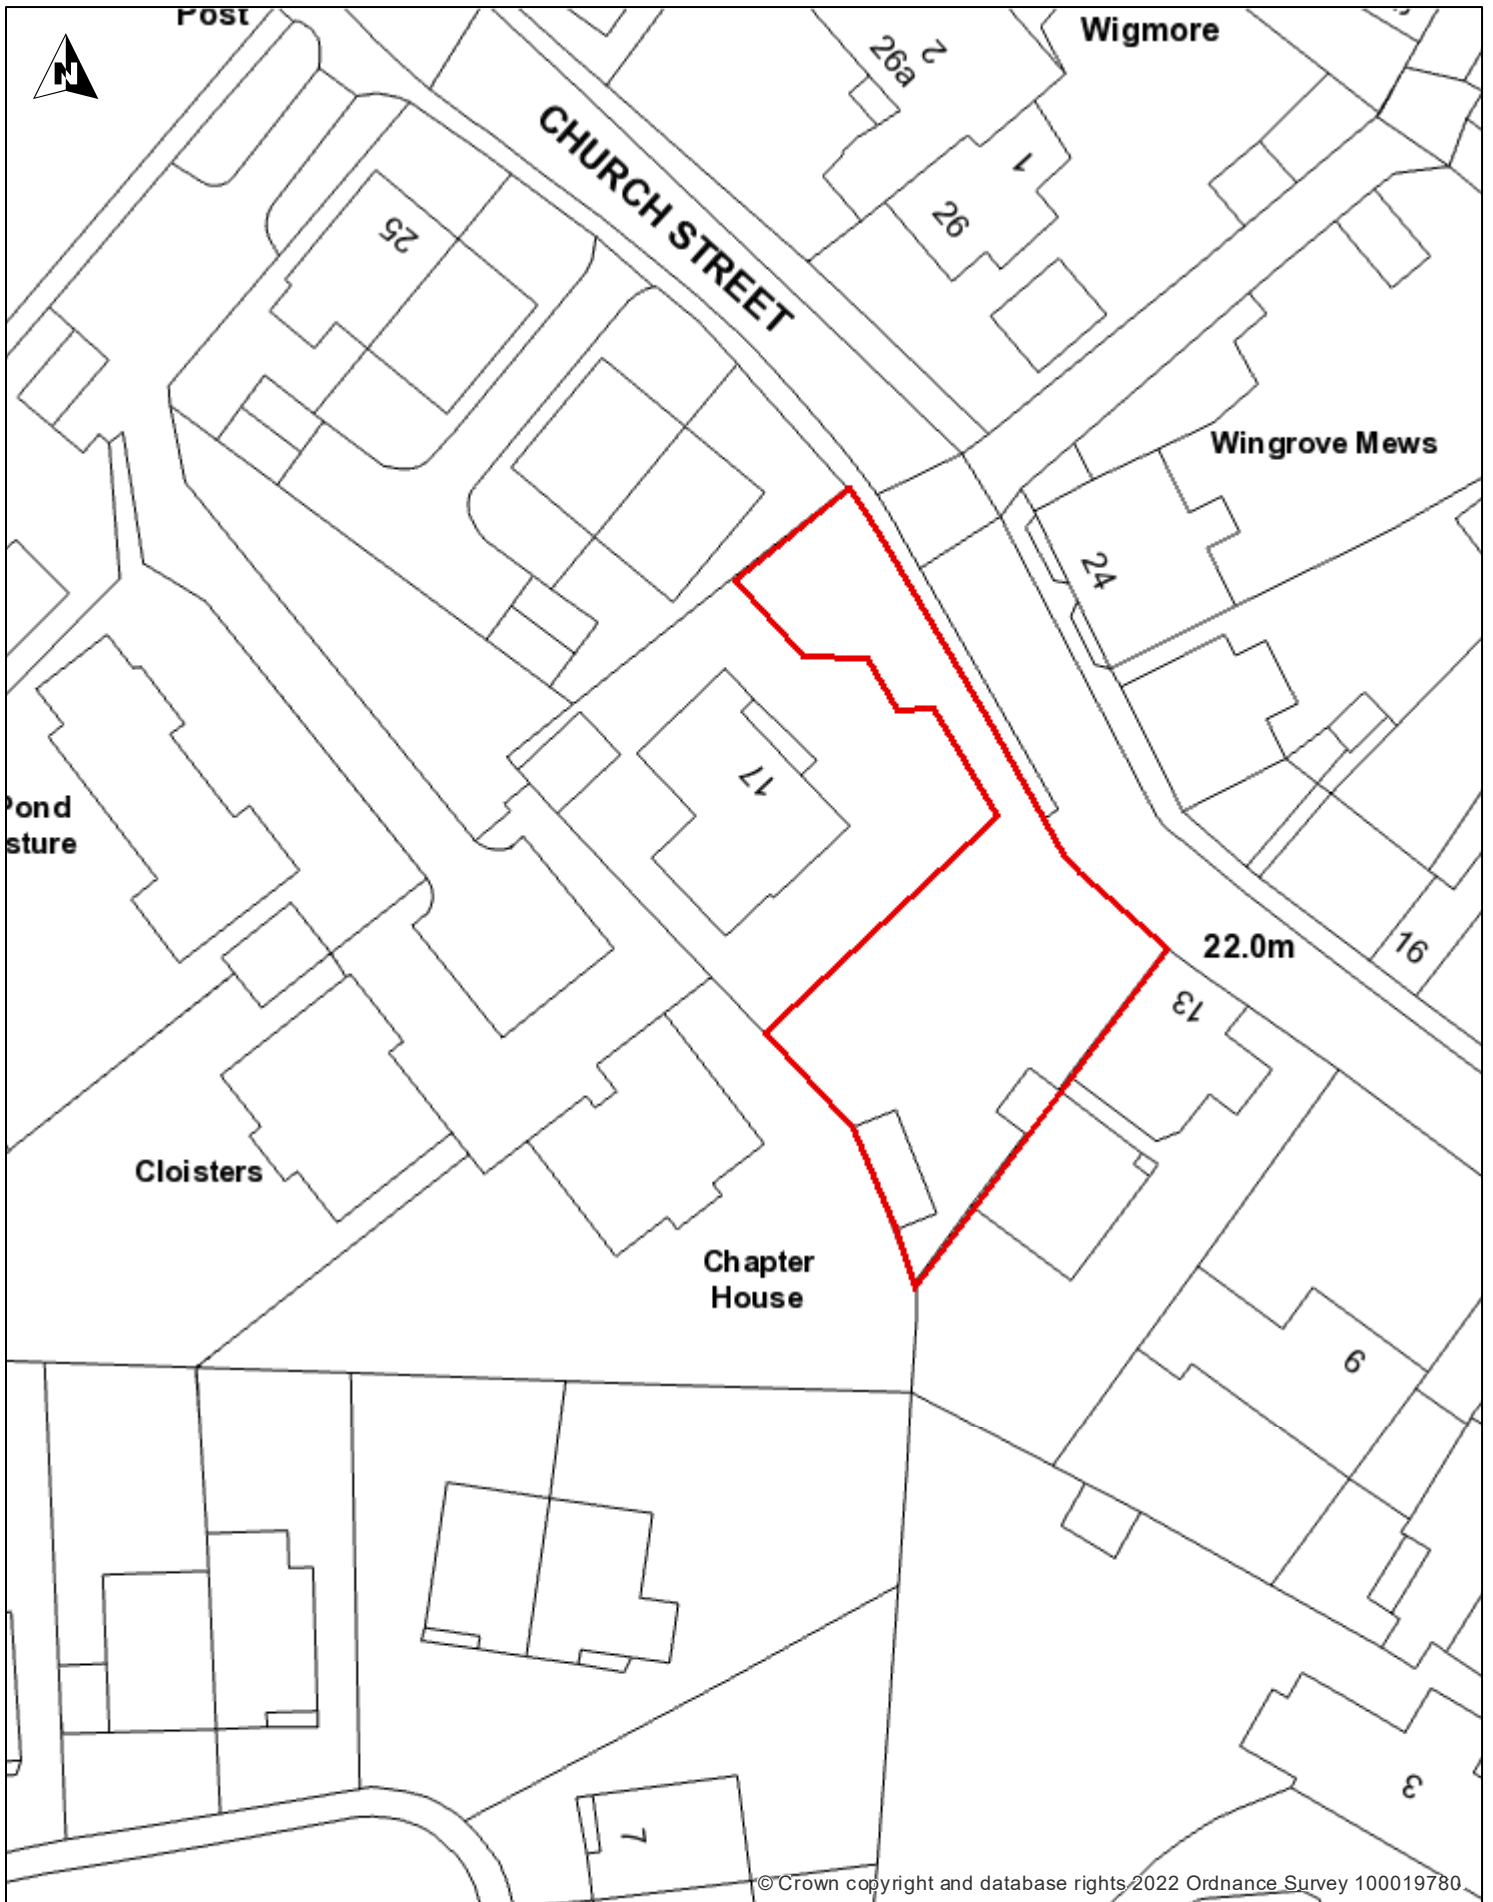 Post
Wigmore
N
2
26a
CHURCH STREET
1
26
25
Wingrove Mews
24
17
Pond
sture
22.0m
16
13
Cloisters
Chapter
House
9
3
7
© Crown copyright and database rights 2022 Ordnance Survey 100019780.